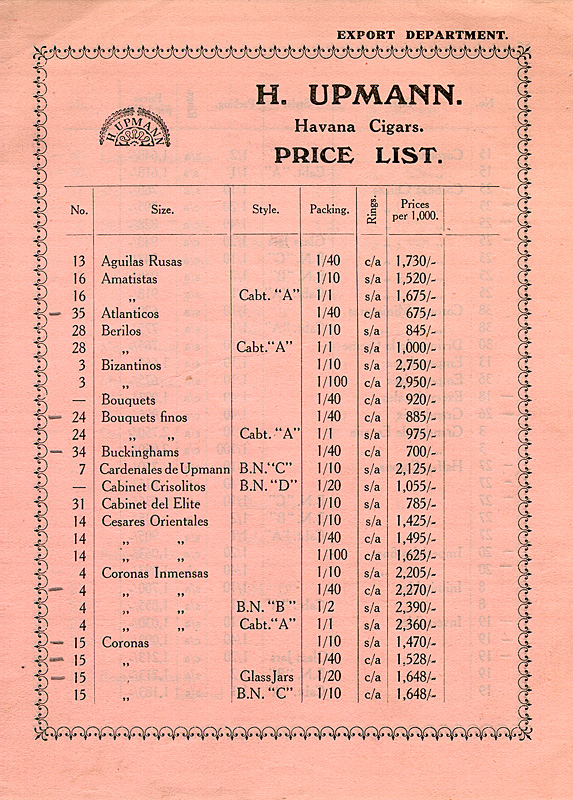 EXPORT DEPARTMENT.
H. UPMANN
H. UPMANN.
Havana Cigars.
PRICE LIST.
No. Size. Style. Packing. Rings. Prices per 1,000.
13 Aguilas Rusas 1/40 c/a 1,730/-
16 Amatistas 1/10 s/a 1,520/-
16 „ Cabt. "A" 1/1 s/a 1,675/-
35 Atlanticos 1/40 c/a 675/-
28 Berilos 1/10 s/a 845/-
28 „ Cabt. "A" 1/1 s/a 1,000/-
3 Bizantinos 1/10 s/a 2,750/-
3 „ 1/100 s/a 2,950/-
— Bouquets 1/40 c/a 920/-
24 Bouquets finos 1/40 c/a 885/-
24 „ „ Cabt. "A" 1/1 s/a 975/-
34 Buckinghams 1/40 c/a 700/-
7 Cardenales de Upmann B.N. "C" 1/10 s/a 2,125/-
— Cabinet Crisolitos B.N. "D" 1/20 s/a 1,055/-
31 Cabinet del Elite 1/10 s/a 785/-
14 Cesares Orientales 1/10 s/a 1,425/-
14 „ „ 1/40 c/a 1,495/-
14 „ „ 1/100 s/a 1,625/-
4 Coronas Inmensas 1/10 s/a 2,205/-
4 „ „ 1/40 c/a 2,270/-
4 „ „ B.N. "B" 1/2 s/a 2,390/-
4 „ „ Cabt. "A" 1/1 s/a 2,360/-
15 Coronas 1/10 s/a 1,470/-
15 „ 1/40 c/a 1,528/-
15 „ Glass Jars 1/20 c/a 1,648/-
15 „ B.N. "C" 1/10 c/a 1,648/-